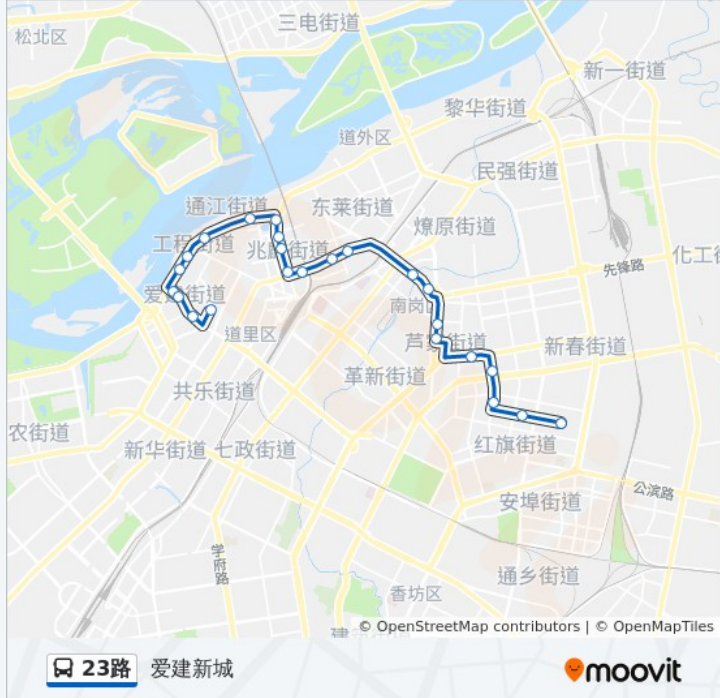 三电街道
松北区
新一街道
黎华街道
道外区
民强街道
通江街道
东莱街道
燎原街道
工程街道
兆麟街道
化工街
先锋路
爱建街道
南岗区
道里区
芦家街道
新春街道
革新街道
共乐街道
农街道
红旗街道
新华街道
七政街道
公滨路
安埠街道
学府路
通乡街道
香坊区
© OpenStreetMap contributors | © OpenMapTiles
23路 爱建新城
moovit